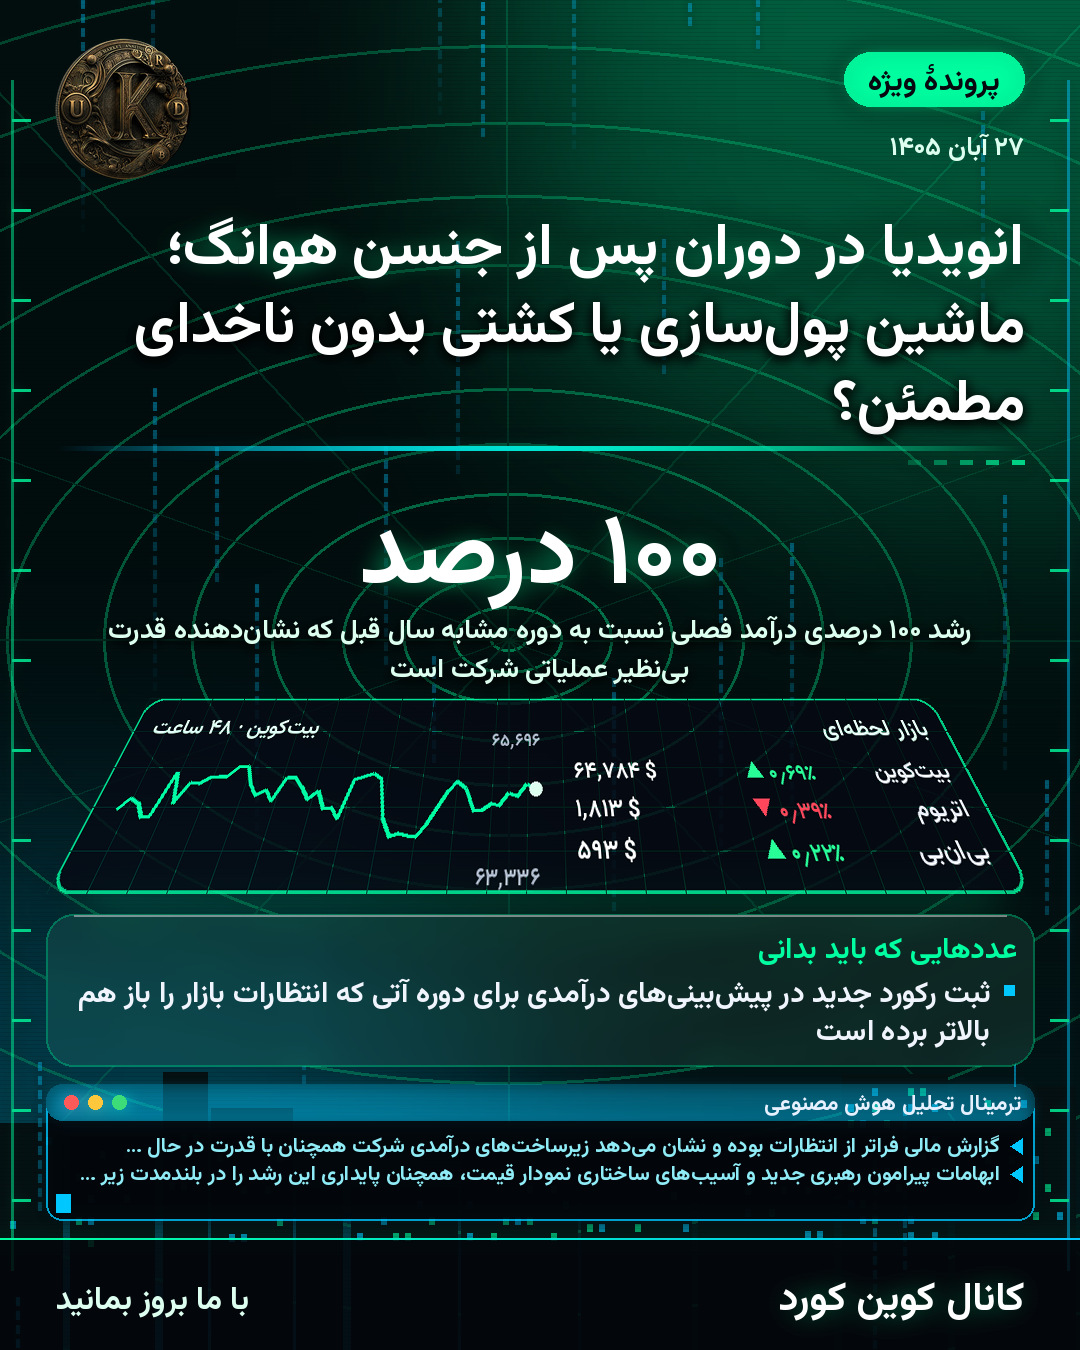 پروندهٔ ویژه
۲۷ آبان ۱۴۰۵
انویدیا در دوران پس از جنسن هوانگ؛
ماشین پول‌سازی یا کشتی بدون ناخدای
مطمئن؟
۱۰۰ درصد
رشد ۱۰۰ درصدی درآمد فصلی نسبت به دوره مشابه سال قبل که نشان‌دهنده قدرت
بی‌نظیر عملیاتی شرکت است
بازار لحظه‌ای
بیت‌کوین ۰٫۶۹٪ ▲ ۶۴,۷۸۴ $
اتریوم ۰٫۳۹٪ ▼ ۱,۸۱۳ $
بی‌ان‌بی ۰٫۲۲٪ ▲ ۵۹۳ $
بیت‌کوین · ۴۸ ساعت
۶۵,۶۹۶
۶۳,۳۳۶
عددهایی که باید بدانی
ثبت رکورد جدید در پیش‌بینی‌های درآمدی برای دوره آتی که انتظارات بازار را باز هم
بالاتر برده است
ترمینال تحلیل هوش مصنوعی
گزارش مالی فراتر از انتظارات بوده و نشان می‌دهد زیرساخت‌های درآمدی شرکت همچنان با قدرت در حال ...
ابهامات پیرامون رهبری جدید و آسیب‌های ساختاری نمودار قیمت، همچنان پایداری این رشد را در بلندمدت زیر ...
کانال کوین کورد
با ما بروز بمانید